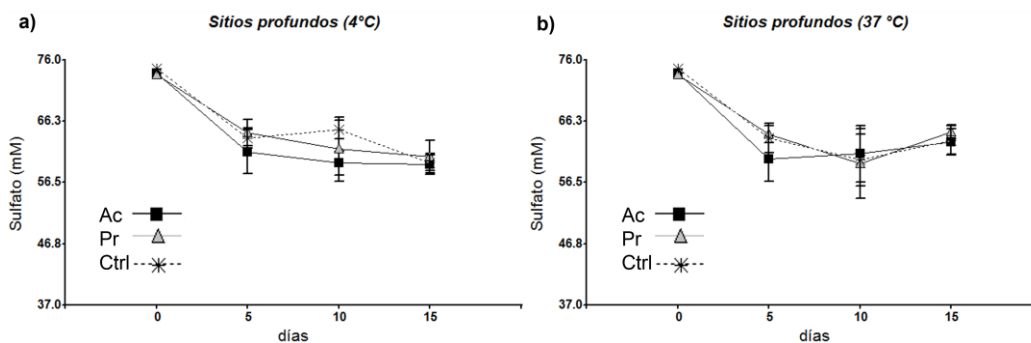 a)
Sitios profundos (4ºC)
76.0
66.3
56.5
46.8
37.0
Sulfato (mM)
Ac
Pr
Ctrl
0 5 10 15
días
b)
Sitios profundos (37 ºC)
76.0
66.3
56.5
46.8
37.0
Sulfato (mM)
Ac
Pr
Ctrl
0 5 10 15
días